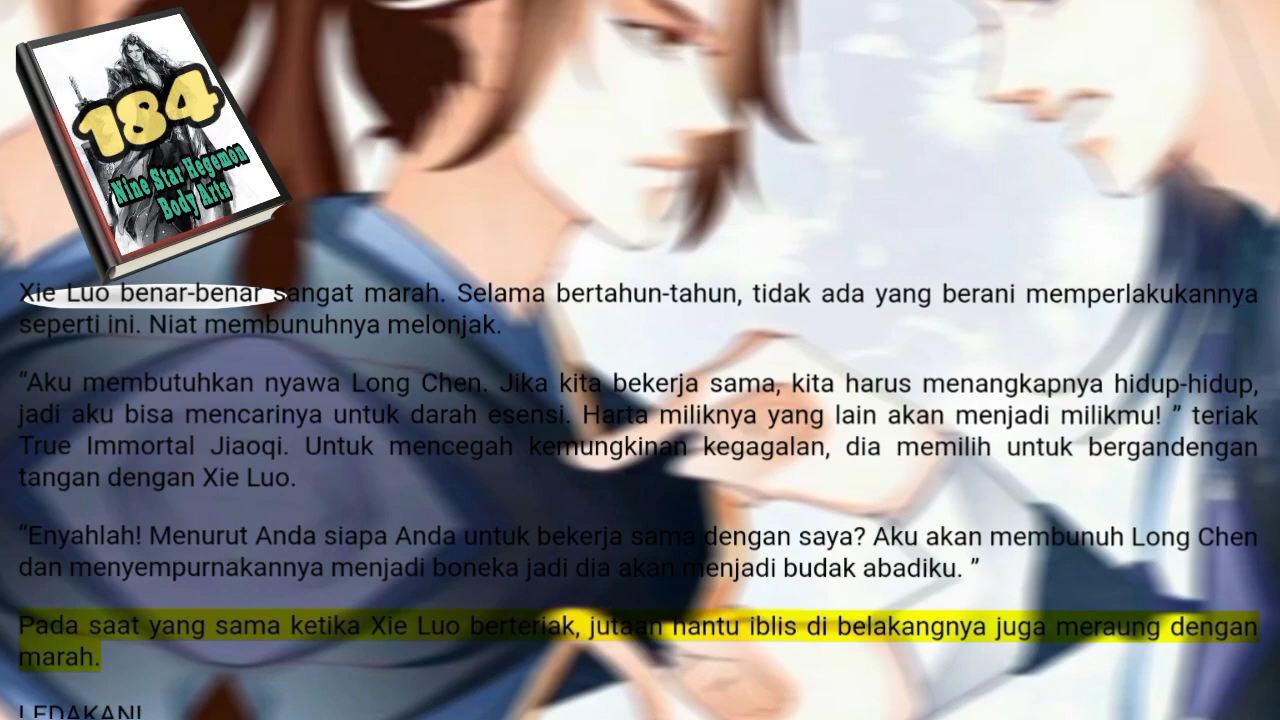 184
Nine Star Hegemon
Body Arts
Xie Luo benar-benar sangat marah. Selama bertahun-tahun, tidak ada yang berani memperlakukannya
seperti ini. Niat membunuhnya melonjak.
“Aku membutuhkan nyawa Long Chen. Jika kita bekerja sama, kita harus menangkapnya hidup-hidup,
jadi aku bisa mencarinya untuk darah esensi. Harta miliknya yang lain akan menjadi milikmu! ” teriak
True Immortal Jiaoqi. Untuk mencegah kemungkinan kegagalan, dia memilih untuk bergandengan
tangan dengan Xie Luo.
“Enyahlah! Menurut Anda siapa Anda untuk bekerja sama dengan saya? Aku akan membunuh Long Chen
dan menyempurnakannya menjadi boneka jadi dia akan menjadi budak abadiku. ”
Pada saat yang sama ketika Xie Luo berteriak, jutaan hantu iblis di belakangnya juga meraung dengan
marah.
LEDAKAN!